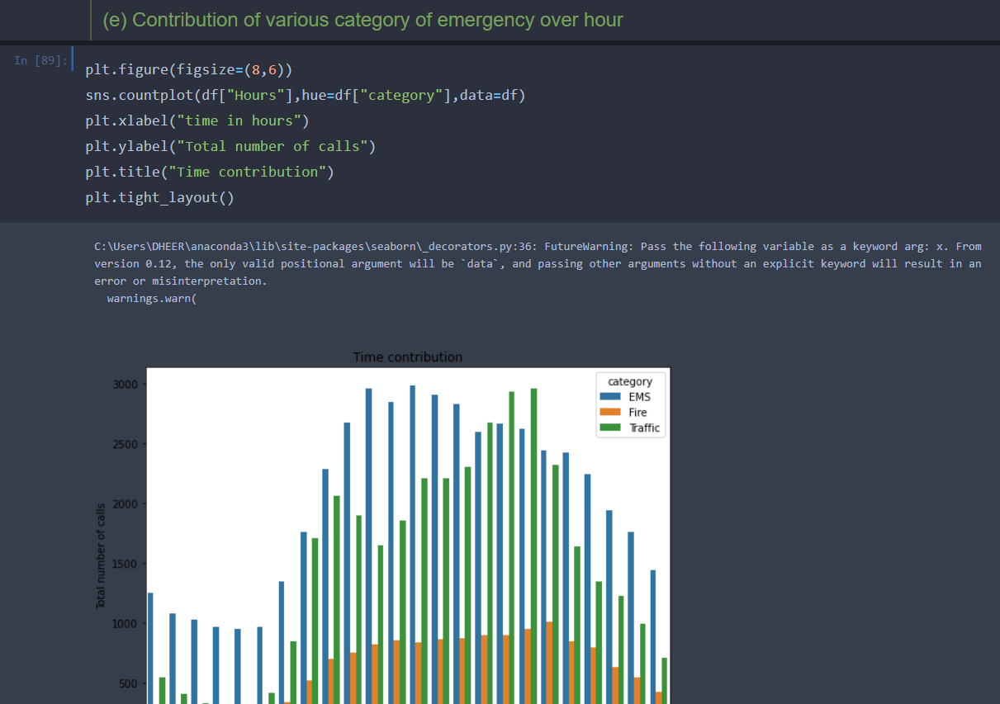 (e) Contribution of various category of emergency over hour
In [89]:
plt.figure(figsize=(8,6))
sns.countplot(df["Hours"],hue=df["category"],data=df)
plt.xlabel("time in hours")
plt.ylabel("Total number of calls")
plt.title("Time contribution")
plt.tight_layout()
C:\Users\DHEER\anaconda3\lib\site-packages\seaborn\_decorators.py:36: FutureWarning: Pass the following variable as a keyword arg: x. From
version 0.12, the only valid positional argument will be `data`, and passing other arguments without an explicit keyword will result in an
error or misinterpretation.
warnings.warn(
Time contribution
category
EMS
Fire
Traffic
3000
2500
2000
1500
1000
500
Total number of calls